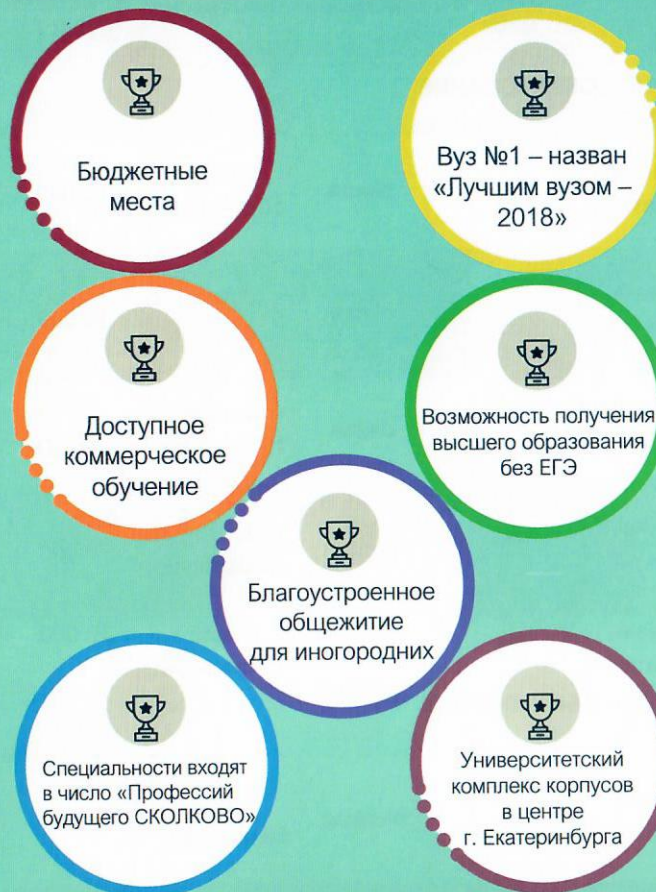 Бюджетные
места
Вуз №1 – назван
«Лучшим вузом –
2018»
Доступное
коммерческое
обучение
Возможность получения
высшего образования
без ЕГЭ
Благоустроенное
общежитие
для иногородних
Специальности входят
в число «Профессий
будущего СКОЛКОВО»
Университетский
комплекс корпусов
в центре
г. Екатеринбурга